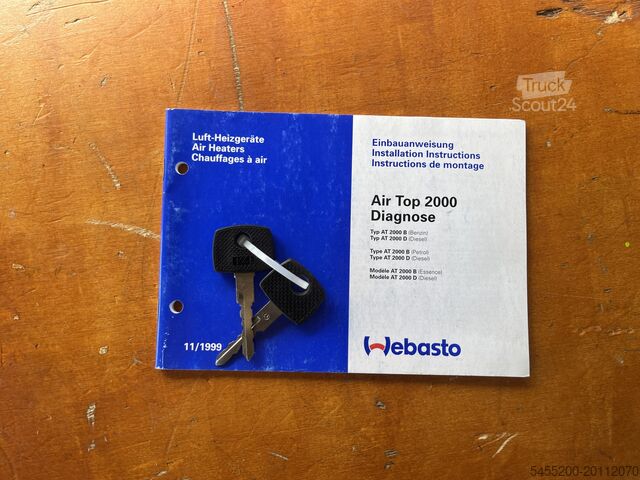 Truck
Scout24
Luft-Heizgeräte
Air Heaters
Chauffages à air
11/1999
Einbauanweisung
Installation Instructions
Instructions de montage
Air Top 2000
Diagnose
Typ AT 2000 B (Benzin)
Typ AT 2000 D (Diesel)
Type AT 2000 B (Petrol)
Type AT 2000 D (Diesel)
Modèle AT 2000 B (Essence)
Modèle AT 2000 D (Diesel)
Webasto
5455200-20112070